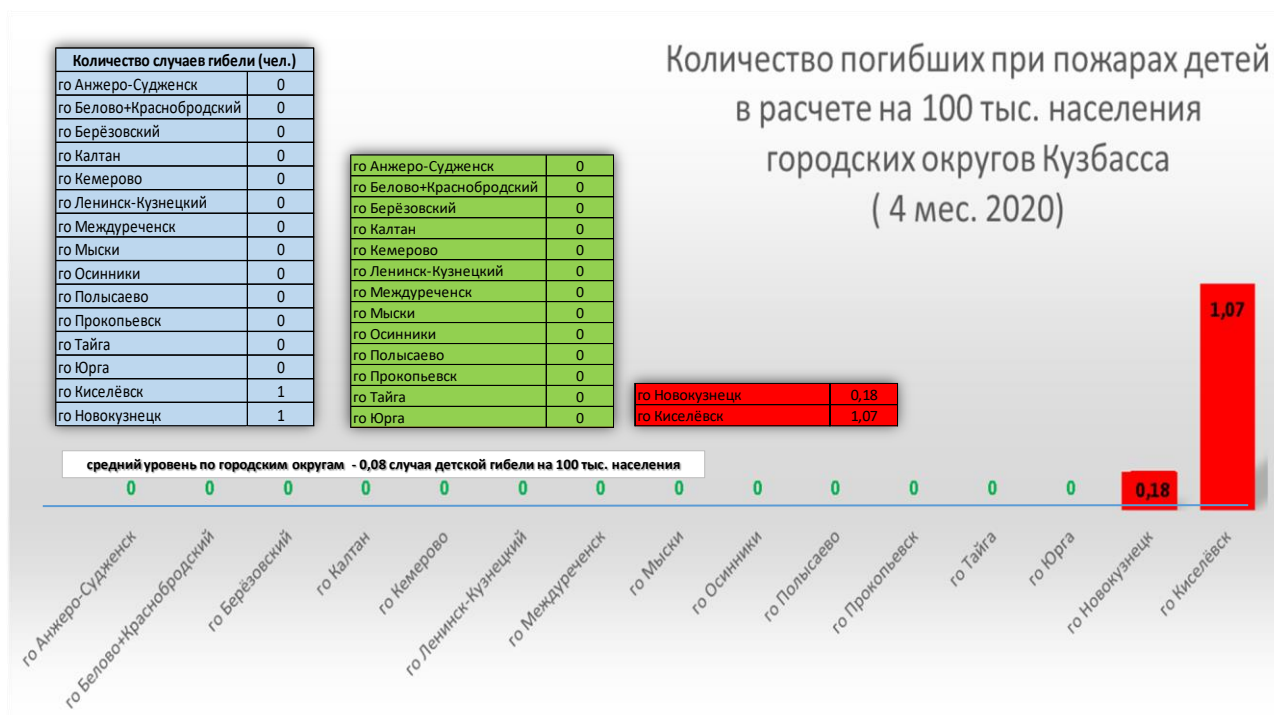 Количество погибших при пожарах детей
в расчете на 100 тыс. населения
городских округов Кузбасса
( 4 мес. 2020)
Количество случаев гибели (чел.)
го Анжеро-Судженск 0
го Белово+Краснобродский 0
го Берёзовский 0
го Калтан 0
го Кемерово 0
го Ленинск-Кузнецкий 0
го Междуреченск 0
го Мыски 0
го Осинники 0
го Полысаево 0
го Прокопьевск 0
го Тайга 0
го Юрга 0
го Киселёвск 1
го Новокузнецк 1
го Анжеро-Судженск 0
го Белово+Краснобродский 0
го Берёзовский 0
го Калтан 0
го Кемерово 0
го Ленинск-Кузнецкий 0
го Междуреченск 0
го Мыски 0
го Осинники 0
го Полысаево 0
го Прокопьевск 0
го Тайга 0
го Юрга 0
го Новокузнецк 0,18
го Киселёвск 1,07
средний уровень по городским округам - 0,08 случая детской гибели на 100 тыс. населения
0 0 0 0 0 0 0 0 0 0 0 0 0 0,18 1,07
го Анжеро-Судженск
го Белово+Краснобродский
го Берёзовский
го Калтан
го Кемерово
го Ленинск-Кузнецкий
го Междуреченск
го Мыски
го Осинники
го Полысаево
го Прокопьевск
го Тайга
го Юрга
го Новокузнецк
го Киселёвск